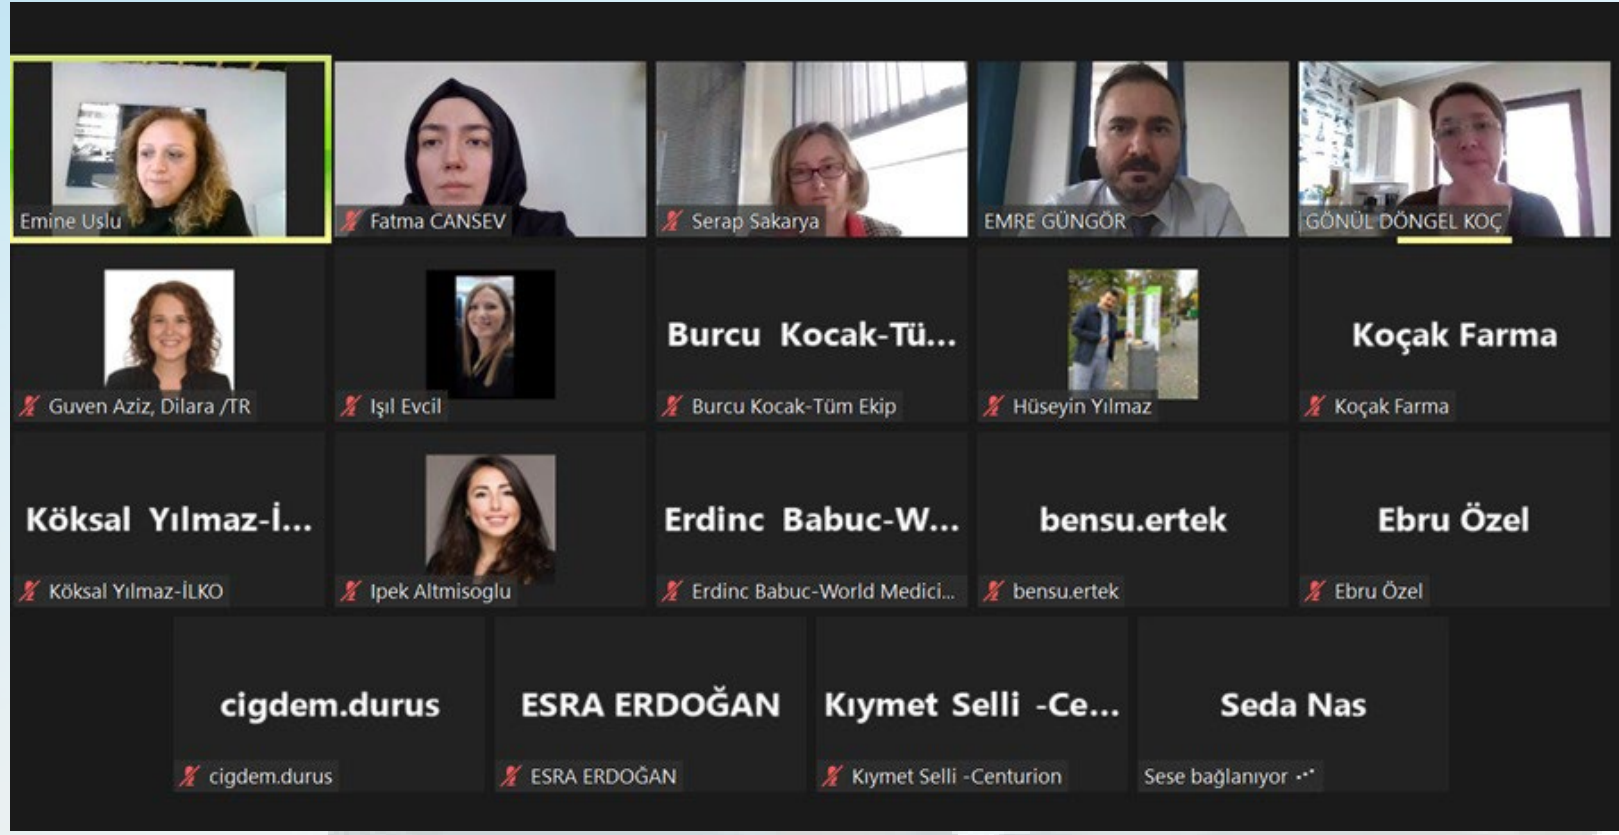 Emine Uslu
Fatma CANSEV
Serap Sakarya
EMRE GÜNGÖR
GÖNÜL DÖNGEL KOÇ
Guven Aziz, Dilara /TR
Işıl Evcil
Burcu Kocak-Tü...
Burcu Kocak-Tüm Ekip
Hüseyin Yılmaz
Koçak Farma
Koçak Farma
Köksal Yılmaz-İ...
Köksal Yılmaz-İLKO
Ipek Altmisoglu
Erdinc Babuc-W...
Erdinc Babuc-World Medici...
bensu.ertek
bensu.ertek
Ebru Özel
Ebru Özel
cigdem.durus
cigdem.durus
ESRA ERDOĞAN
ESRA ERDOĞAN
Kıymet Selli -Ce...
Kıymet Selli -Centurion
Seda Nas
Sese bağlanıyor